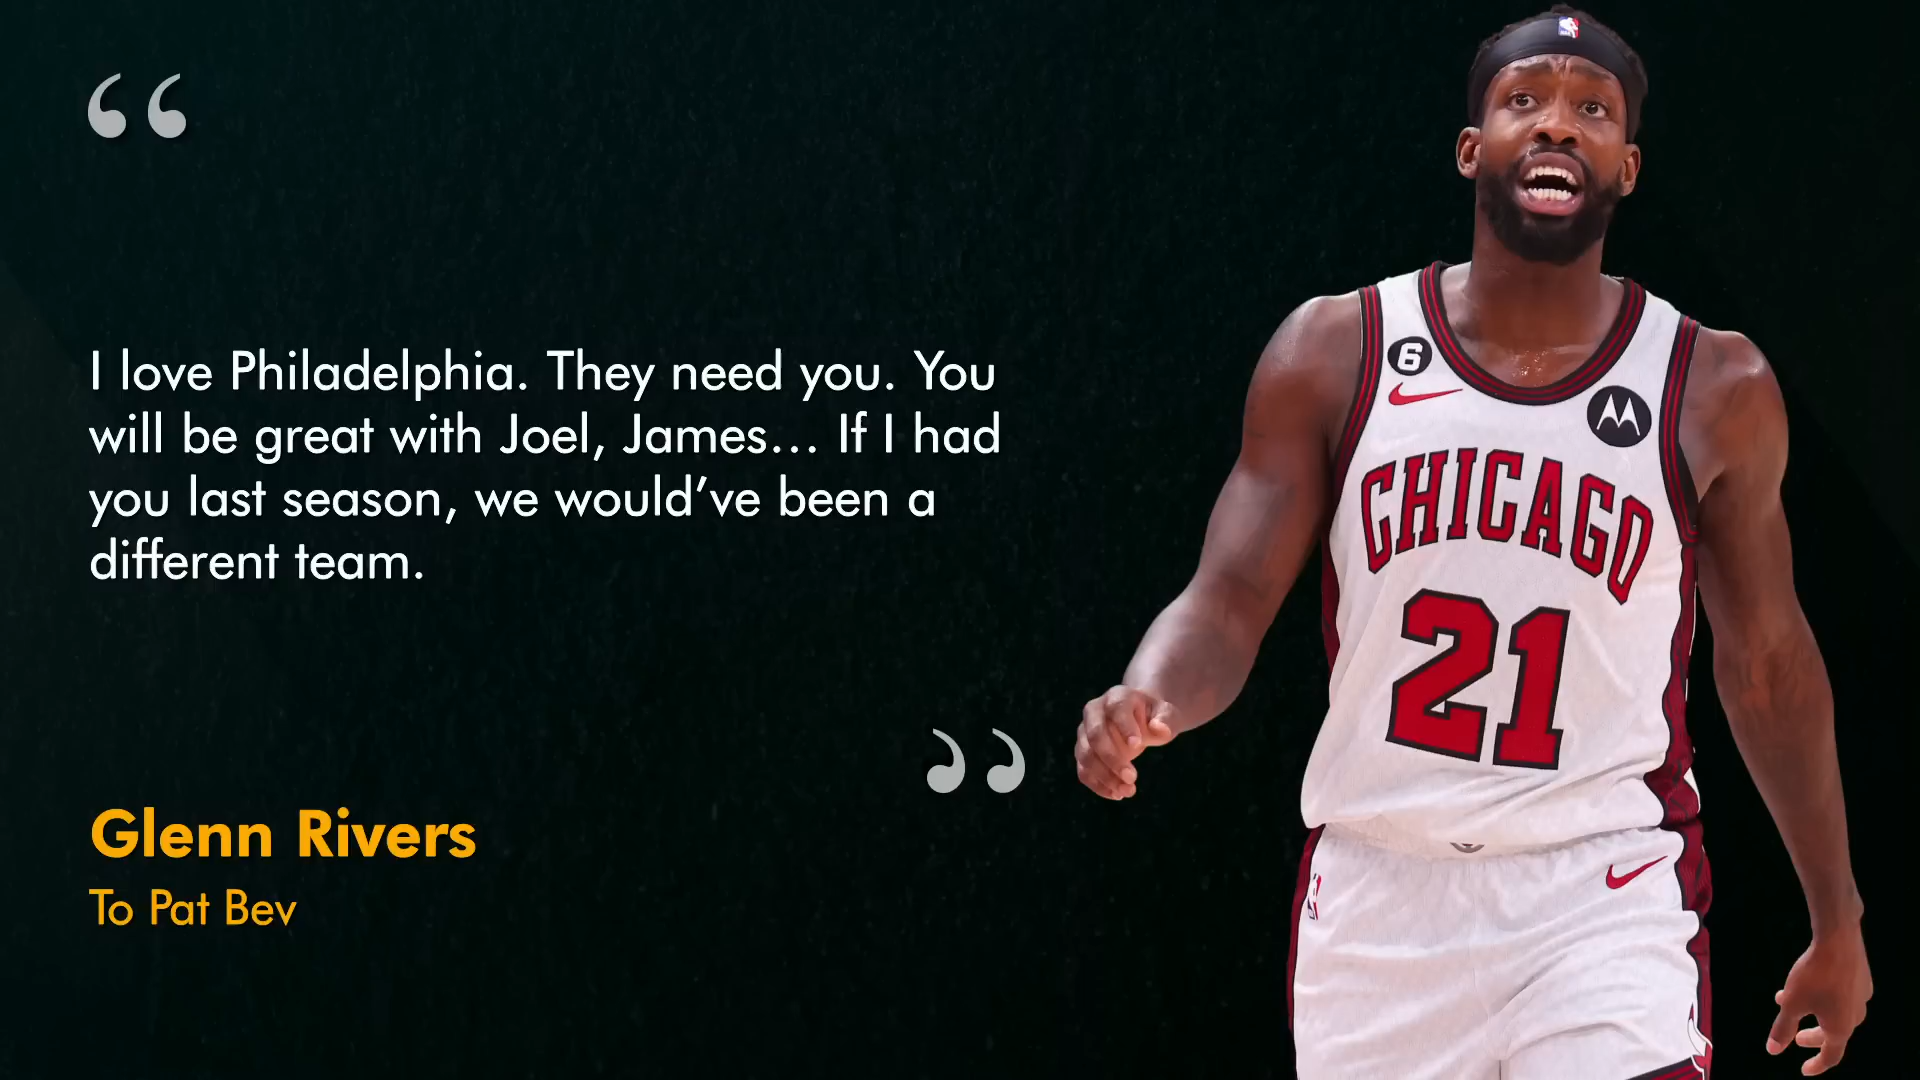 “
I love Philadelphia. They need you. You
will be great with Joel, James… If I had
you last season, we would’ve been a
different team.
”
Glenn Rivers
To Pat Bev
6
CHICAGO
21